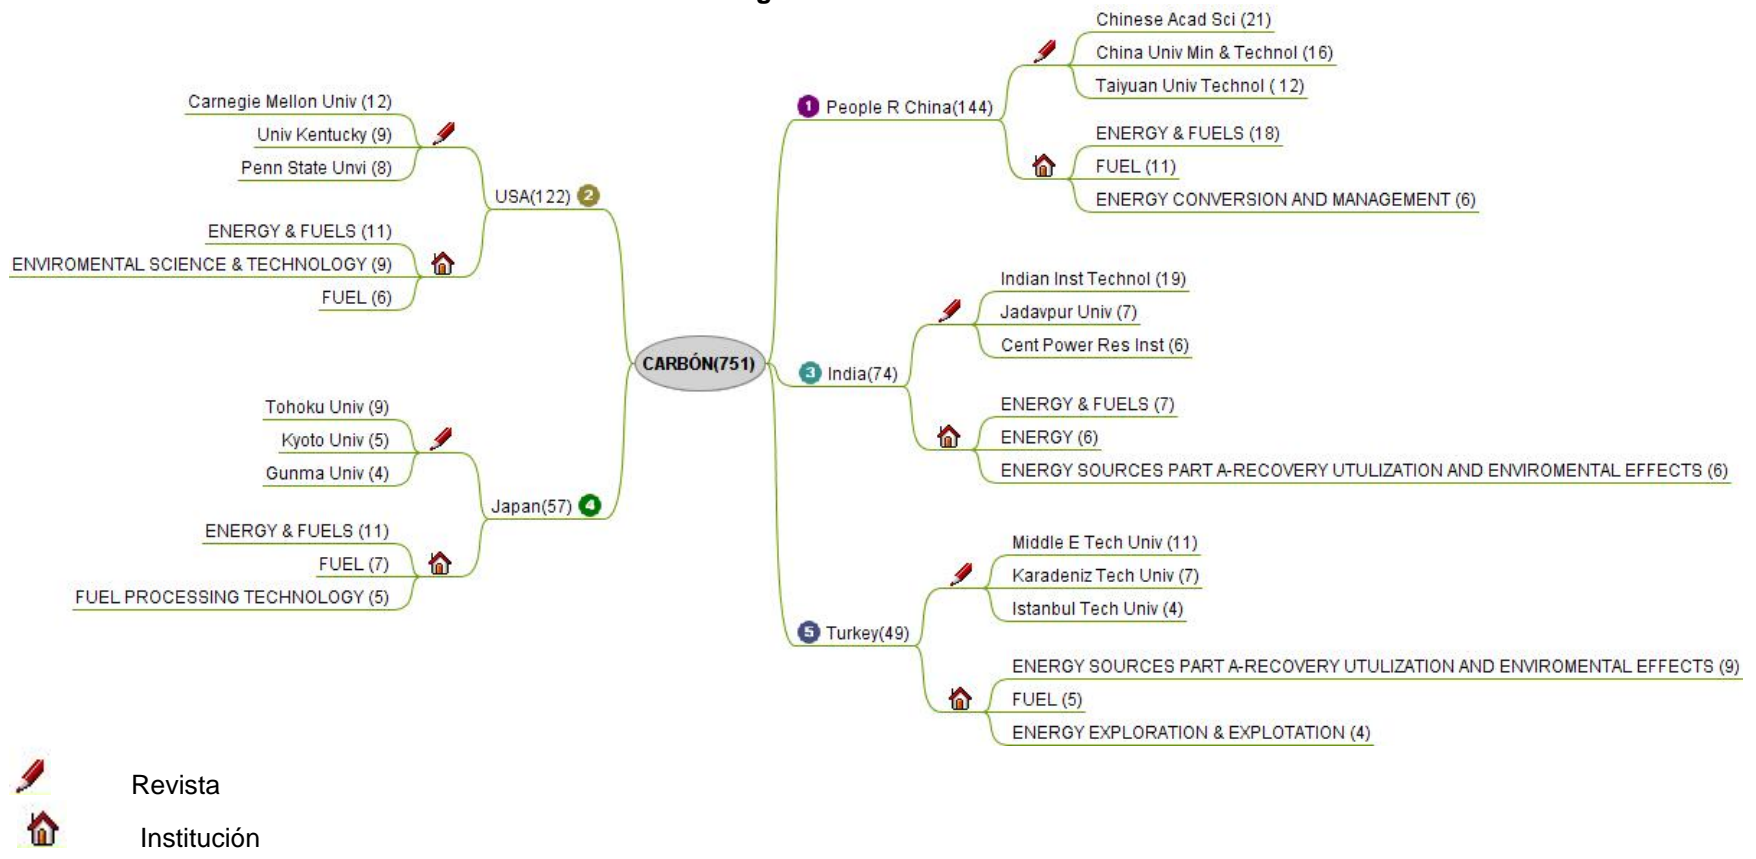 Carnegie Mellon Univ (12)
Univ Kentucky (9)
Penn State Unvi (8)
USA(122) 2
ENERGY & FUELS (11)
ENVIROMENTAL SCIENCE & TECHNOLOGY (9)
FUEL (6)
Tohoku Univ (9)
Kyoto Univ (5)
Gunma Univ (4)
Japan(57) 4
ENERGY & FUELS (11)
FUEL (7)
FUEL PROCESSING TECHNOLOGY (5)
CARBÓN(751)
Chinese Acad Sci (21)
China Univ Min & Technol (16)
Taiyuan Univ Technol ( 12)
1 People R China(144)
ENERGY & FUELS (18)
FUEL (11)
ENERGY CONVERSION AND MANAGEMENT (6)
Indian Inst Technol (19)
Jadavpur Univ (7)
Cent Power Res Inst (6)
3 India(74)
ENERGY & FUELS (7)
ENERGY (6)
ENERGY SOURCES PART A-RECOVERY UTULIZATION AND ENVIROMENTAL EFFECTS (6)
Middle E Tech Univ (11)
Karadeniz Tech Univ (7)
Istanbul Tech Univ (4)
5 Turkey(49)
ENERGY SOURCES PART A-RECOVERY UTULIZATION AND ENVIROMENTAL EFFECTS (9)
FUEL (5)
ENERGY EXPLORATION & EXPLOTATION (4)
Revista
Institución